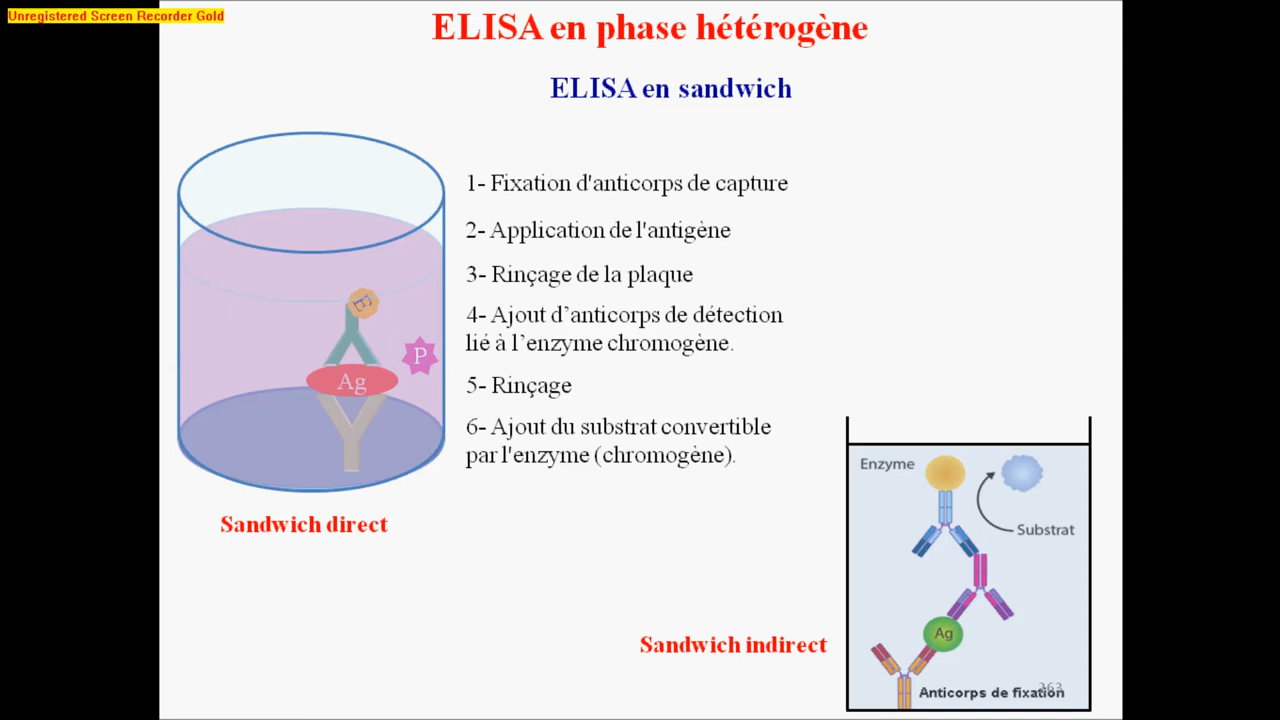 Unregistered Screen Recorder Gold
ELISA en phase hétérogène
ELISA en sandwich
1- Fixation d'anticorps de capture
2- Application de l'antigène
3- Rinçage de la plaque
4- Ajout d’anticorps de détection
lié à l’enzyme chromogène.
5- Rinçage
6- Ajout du substrat convertible
par l'enzyme (chromogène).
E
P
Ag
Sandwich direct
Enzyme
Substrat
Ag
Sandwich indirect
Anticorps de fixation
263